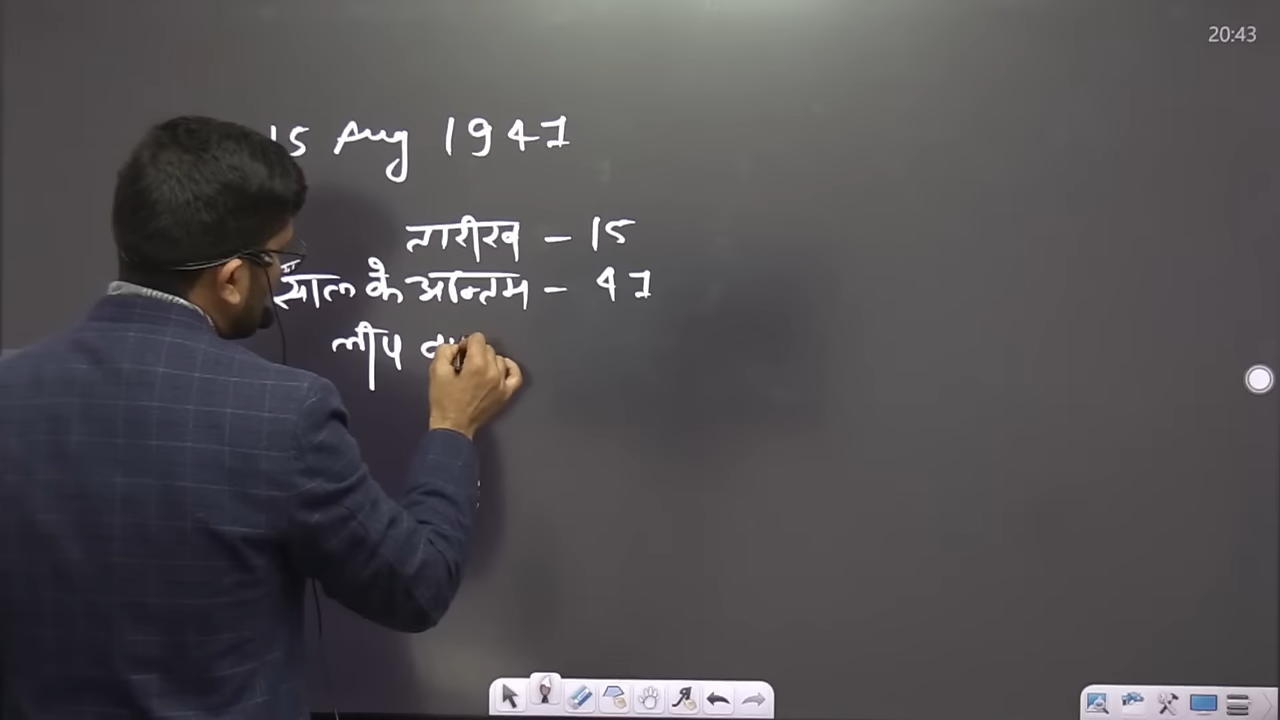 20:43
15 Aug 1947
तारीख - 15
साल के अन्तिम - 47
लीप